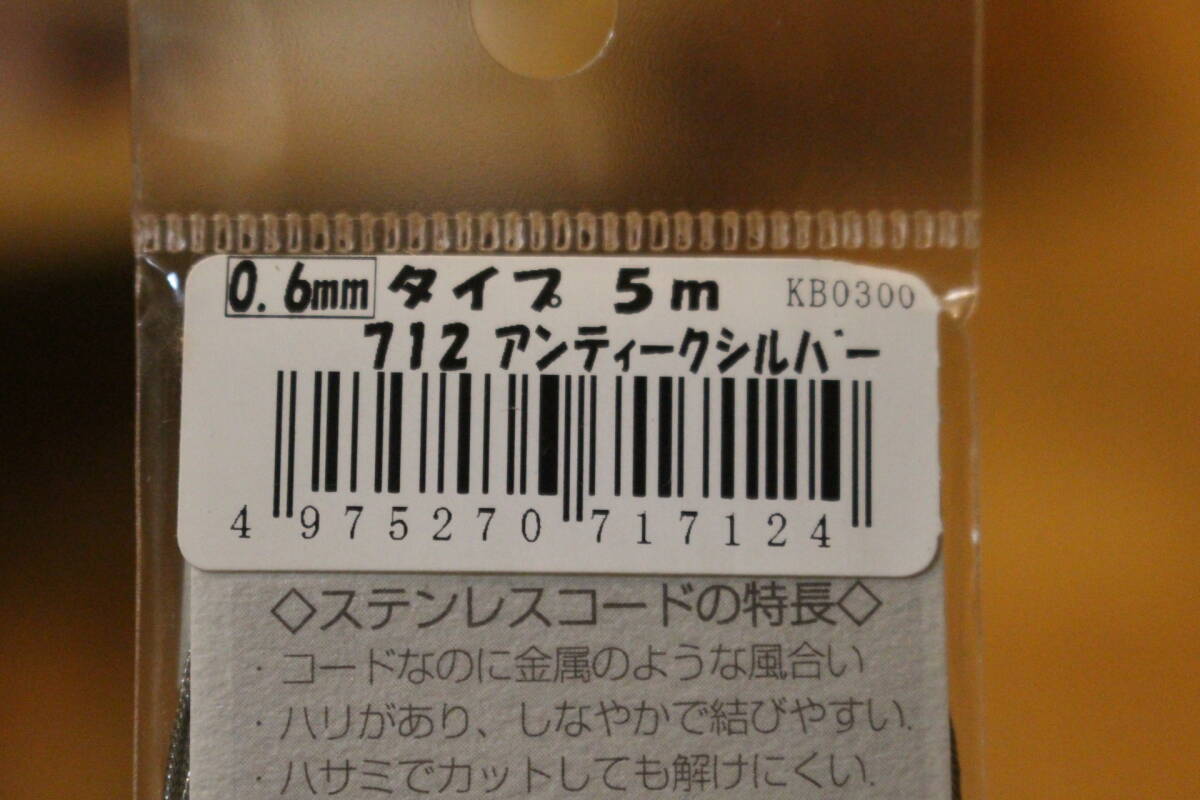 0.6mm タイプ 5m KB0300
712 アンティークシルバー
4 975270 717124
◇ステンレスコードの特長◇
・コードなのに金属のような風合い
・ハリがあり、しなやかで結びやすい.
・ハサミでカットしても解けにくい.